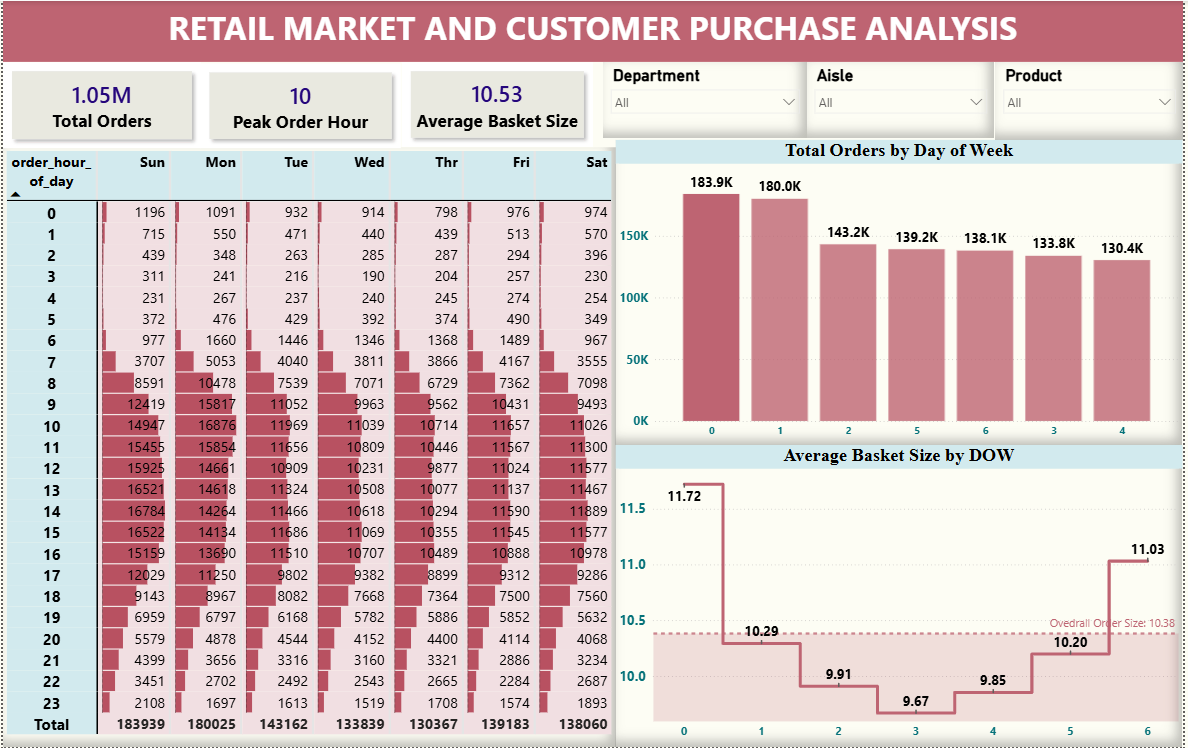 RETAIL MARKET AND CUSTOMER PURCHASE ANALYSIS
1.05M
Total Orders
10
Peak Order Hour
10.53
Average Basket Size
Department
All
Aisle
All
Product
All
order_hour_
of_day Sun Mon Tue Wed Thr Fri Sat
0 1196 1091 932 914 798 976 974
1 715 550 471 440 439 513 570
2 439 348 263 285 287 294 396
3 311 241 216 190 204 257 230
4 231 267 237 240 245 274 254
5 372 476 429 392 374 490 349
6 977 1660 1446 1346 1368 1489 967
7 3707 5053 4040 3811 3866 4167 3555
8 8591 10478 7539 7071 6729 7362 7098
9 12419 15817 11052 9963 9562 10431 9493
10 14947 16876 11969 11039 10714 11657 11026
11 15455 15854 11656 10809 10446 11567 11300
12 15925 14661 10909 10231 9877 11024 11577
13 16521 14618 11324 10508 10077 11137 11467
14 16784 14264 11466 10618 10294 11590 11889
15 16522 14134 11686 11069 10355 11545 11577
16 15159 13690 11510 10707 10489 10888 10978
17 12029 11250 9802 9382 8899 9312 9286
18 9143 8967 8082 7668 7364 7500 7560
19 6959 6797 6168 5782 5886 5852 5632
20 5579 4878 4544 4152 4400 4114 4068
21 4399 3656 3316 3160 3321 2886 3234
22 3451 2702 2492 2543 2665 2284 2687
23 2108 1697 1613 1519 1708 1574 1893
Total 183939 180025 143162 133839 130367 139183 138060
Total Orders by Day of Week
183.9K 180.0K 143.2K 139.2K 138.1K 133.8K 130.4K
150K
100K
50K
0K
0 1 2 5 6 3 4
Average Basket Size by DOW
11.5
11.0
10.5
10.0
11.72 10.29 9.91 9.67 9.85 10.20 11.03
Ovedrall Order Size: 10.38
0 1 2 3 4 5 6